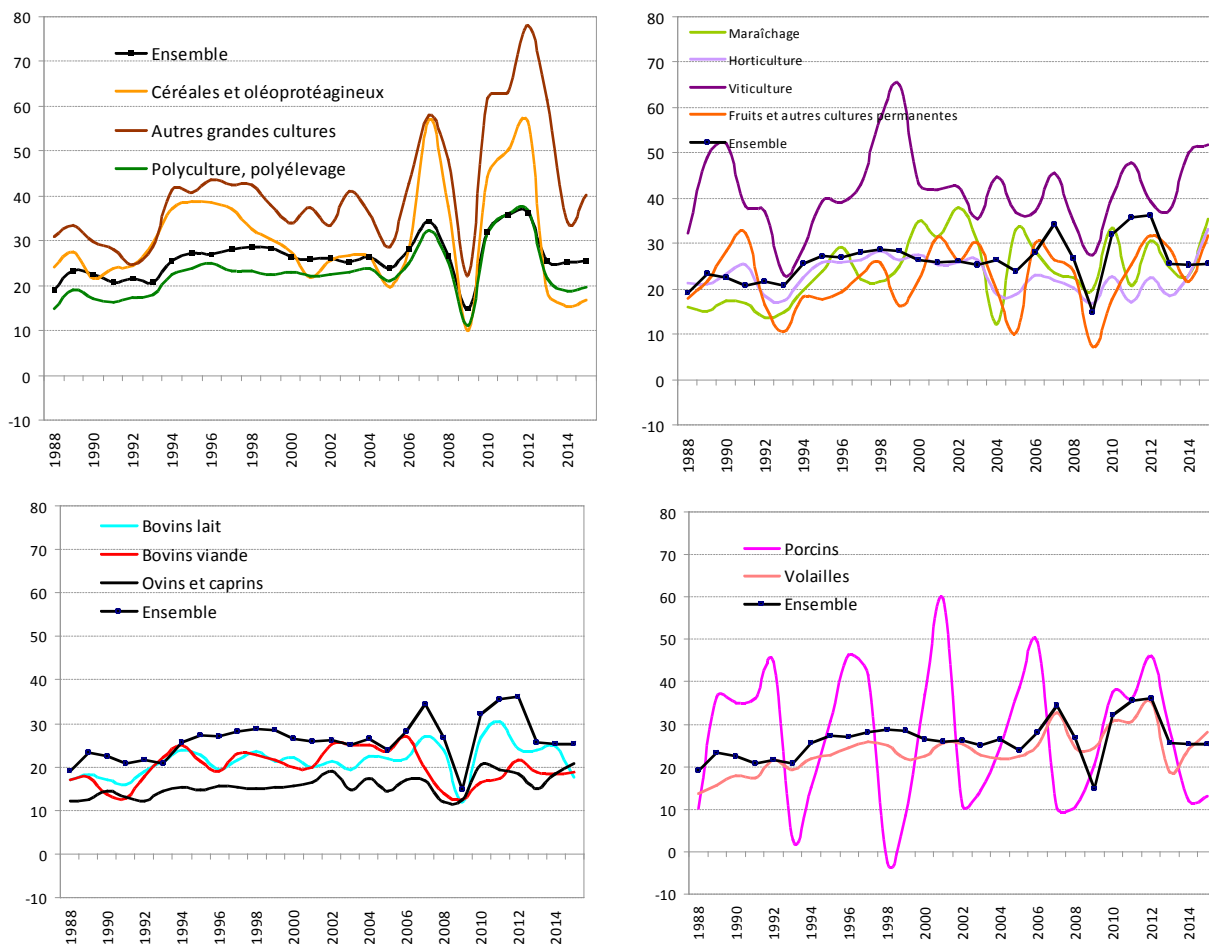 80
70
60
50
40
30
20
10
0
-10
Ensemble
Céréales et oléoprotéagineux
Autres grandes cultures
Polyculture, polyélevage
1988 1990 1992 1994 1996 1998 2000 2002 2004 2006 2008 2010 2012 2014
80
70
60
50
40
30
20
10
0
-10
Maraîchage
Horticulture
Viticulture
Fruits et autres cultures permanentes
Ensemble
1988 1990 1992 1994 1996 1998 2000 2002 2004 2006 2008 2010 2012 2014
80
70
60
50
40
30
20
10
0
-10
Bovins lait
Bovins viande
Ovins et caprins
Ensemble
1988 1990 1992 1994 1996 1998 2000 2002 2004 2006 2008 2010 2012 2014
80
70
60
50
40
30
20
10
0
-10
Porcins
Volailles
Ensemble
1988 1990 1992 1994 1996 1998 2000 2002 2004 2006 2008 2010 2012 2014